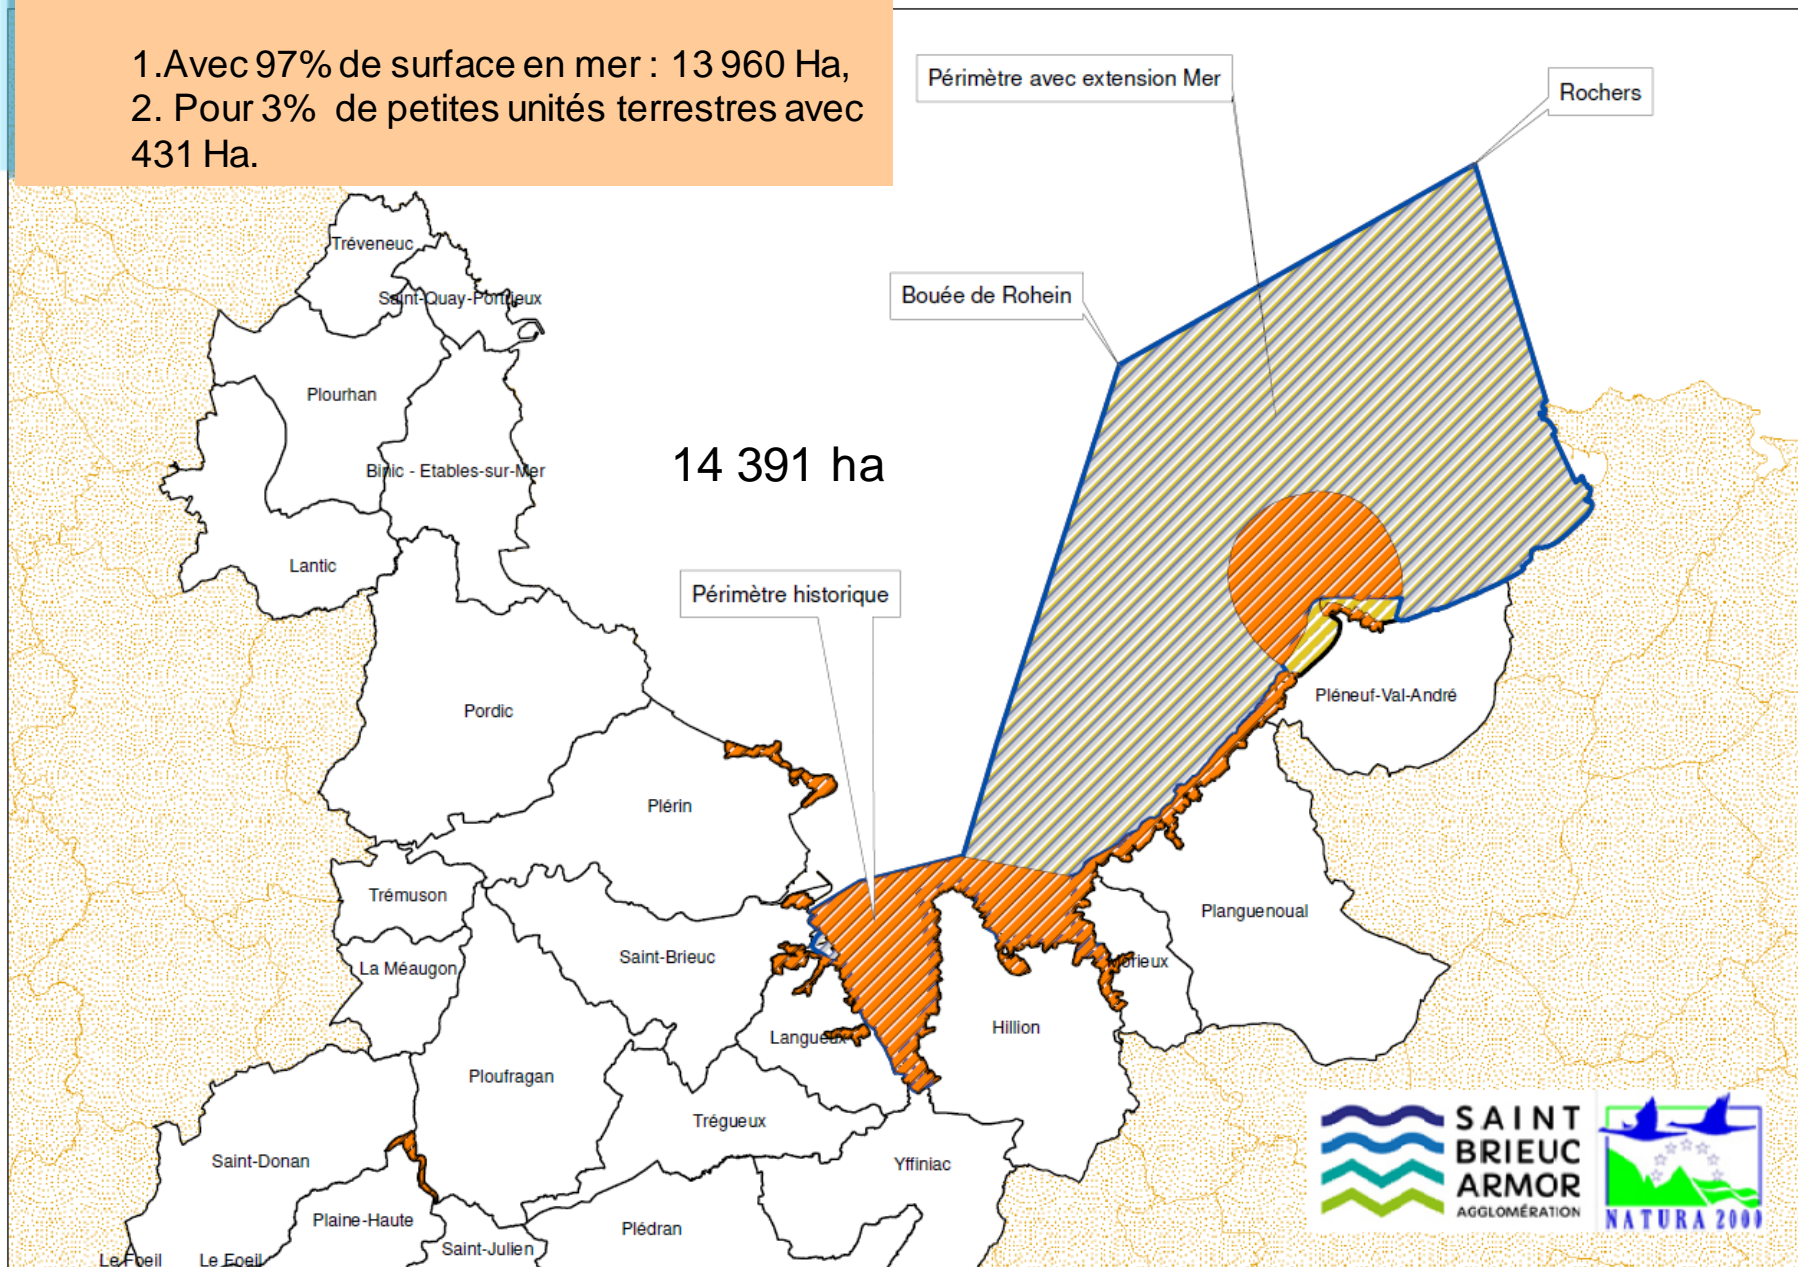 1.Avec 97% de surface en mer : 13 960 Ha,
2. Pour 3% de petites unités terrestres avec
431 Ha.
Périmètre avec extension Mer
Rochers
Tréveneuc
Saint-Quay-Portrieux
Bouée de Rohein
Plourhan
Binic - Etables-sur-Mer
14 391 ha
Lantic
Périmètre historique
Pléneuf-Val-André
Pordic
Plérin
Trémuson
Planguenoual
Saint-Brieuc
La Méaugon
Morieux
Hillion
Langueux
Ploufragan
Trégueux
Saint-Donan
Yffiniac
Plaine-Haute
Plédran
Saint-Julien
Le Foeil
Le Foeil
SAINT
BRIEUC
ARMOR
AGGLOMÉRATION
NATURA 2000